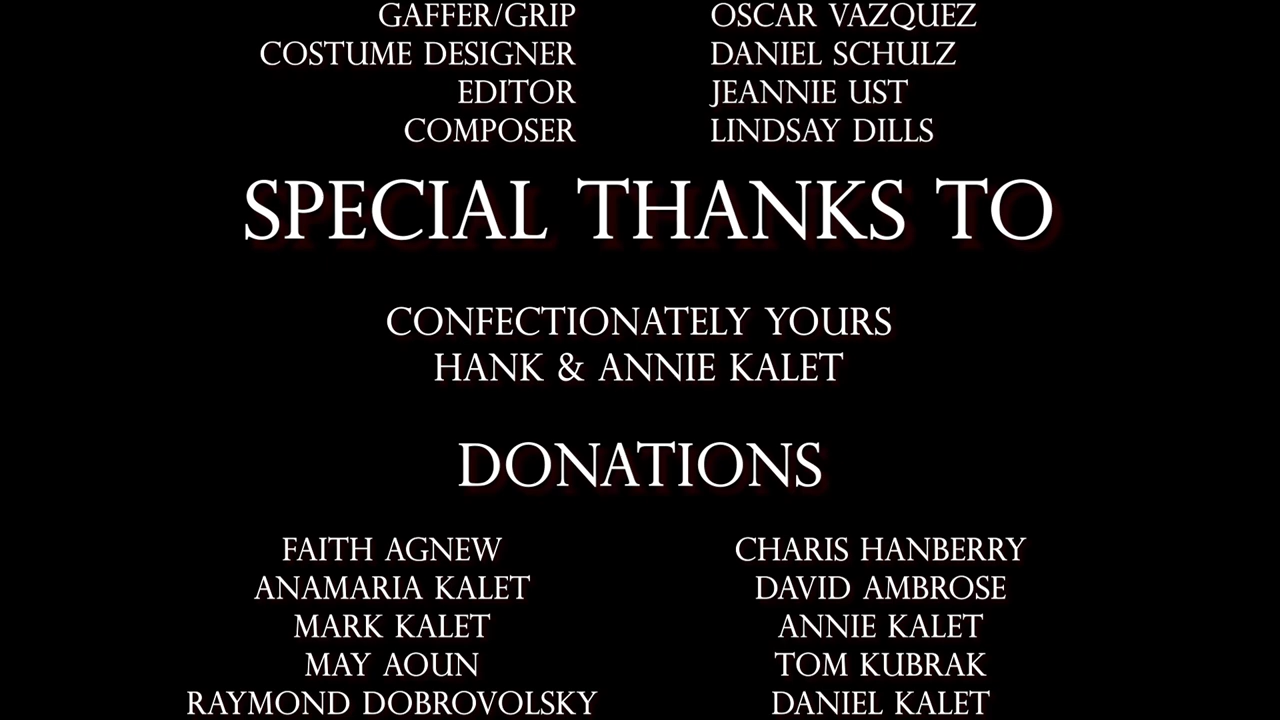 GAFFER/GRIP OSCAR VAZQUEZ
COSTUME DESIGNER DANIEL SCHULZ
EDITOR JEANNIE UST
COMPOSER LINDSAY DILLS
SPECIAL THANKS TO
CONFECTIONATELY YOURS
HANK & ANNIE KALET
DONATIONS
FAITH AGNEW CHARIS HANBERRY
ANAMARIA KALET DAVID AMBROSE
MARK KALET ANNIE KALET
MAY AOUN TOM KUBRAK
RAYMOND DOBROVOLSKY DANIEL KALET